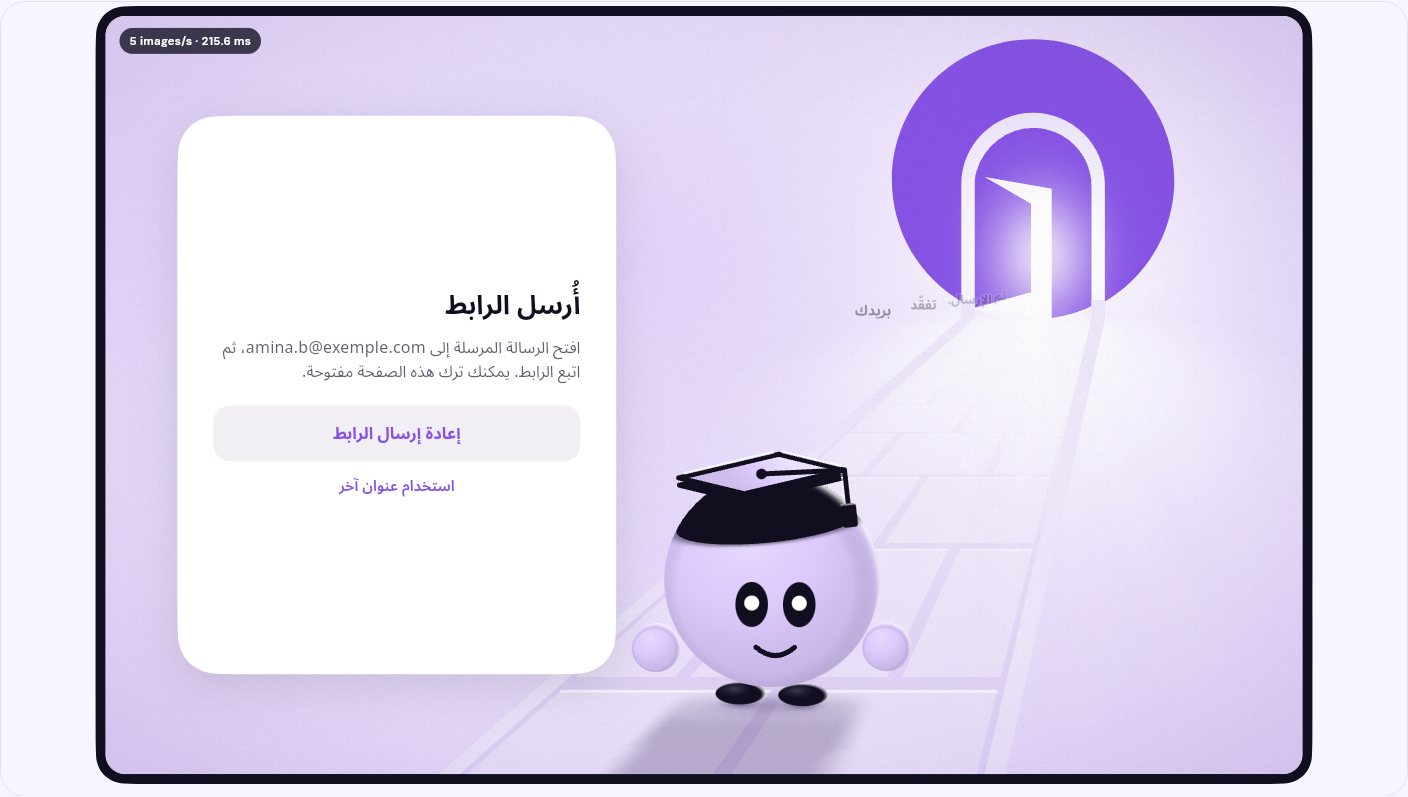 5 images/s · 215.6 ms
أُرسل الرابط
افتح الرسالة المرسلة إلى amina.b@exemple.com، ثم
اتبع الرابط. يمكنك ترك هذه الصفحة مفتوحة.
إعادة إرسال الرابط
استخدام عنوان آخر
تم الإرسال. تفقّد بريدك